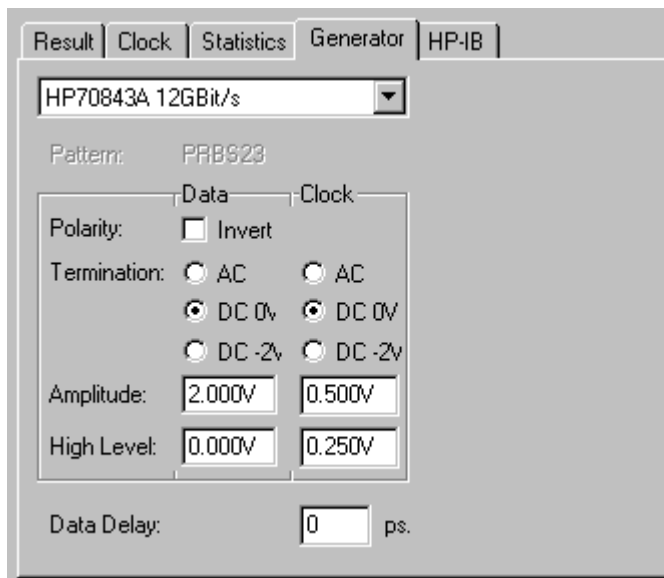 Result Clock Statistics Generator HP-IB
HP70843A 12GBit/s
Pattern: PRBS23
Data Clock
Polarity: Invert
Termination: AC AC
DC 0V DC 0V
DC -2V DC -2V
Amplitude: 2.000V 0.500V
High Level: 0.000V 0.250V
Data Delay: 0 ps.